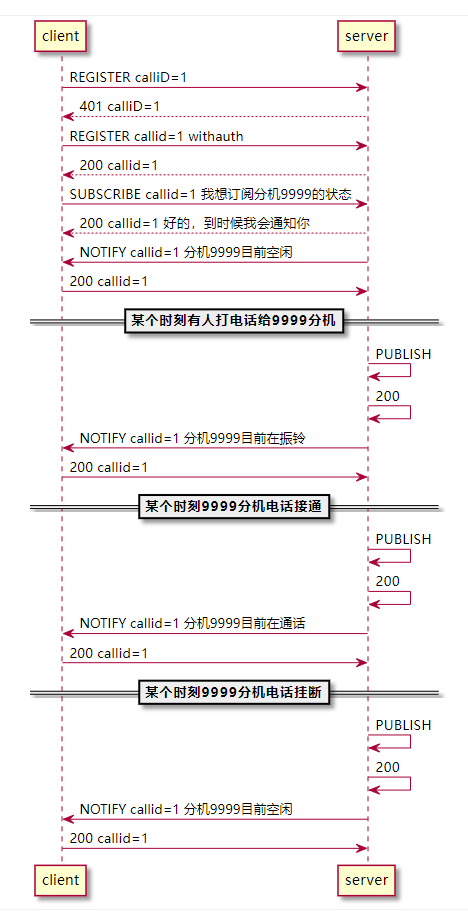 client server
REGISTER calliD=1
401 calliD=1
REGISTER callid=1 withauth
200 callid=1
SUBSCRIBE callid=1 我想订阅分机9999的状态
200 callid=1 好的，到时候我会通知你
NOTIFY callid=1 分机9999目前空闲
200 callid=1
某个时刻有人打电话给9999分机
PUBLISH
200
NOTIFY callid=1 分机9999目前在振铃
200 callid=1
某个时刻9999分机电话接通
PUBLISH
200
NOTIFY callid=1 分机9999目前在通话
200 callid=1
某个时刻9999分机电话挂断
PUBLISH
200
NOTIFY callid=1 分机9999目前空闲
200 callid=1
client server